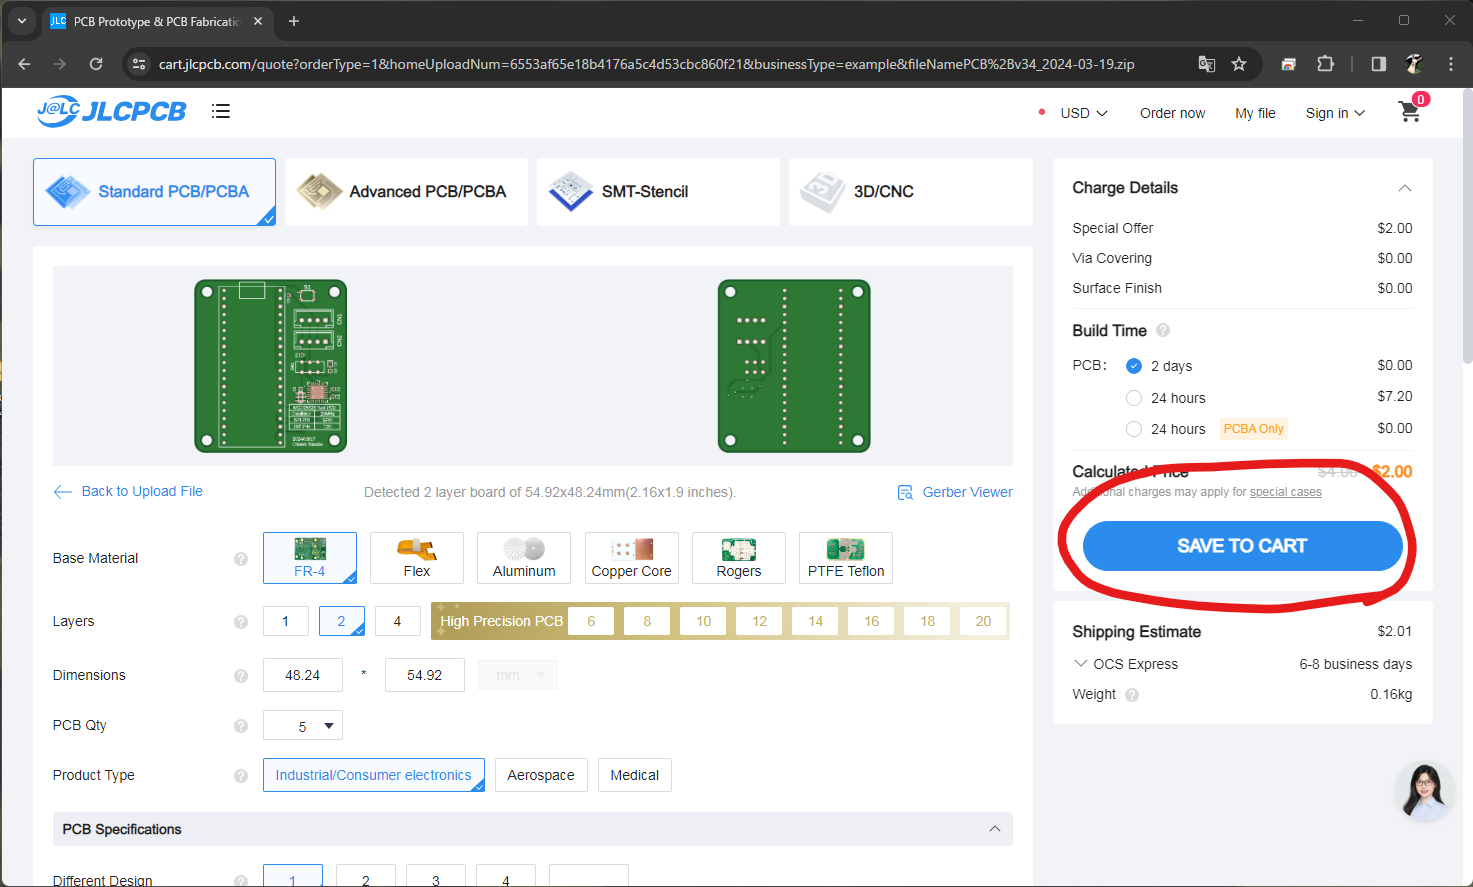 PCB Prototype & PCB Fabricatio
cart.jlcpcb.com/quote?orderType=1&homeUploadNum=6553af65e18b4176a5c4d53cbc860f21&businessType=example&fileNamePCB%2Bv34_2024-03-19.zip
J@LC JLCPCB
USD
Order now
My file
Sign in
0
Standard PCB/PCBA
Advanced PCB/PCBA
SMT-Stencil
3D/CNC
S1
CN1
CN2
Back to Upload File
Detected 2 layer board of 54.92x48.24mm(2.16x1.9 inches).
Gerber Viewer
Base Material
FR-4
Flex
Aluminum
Copper Core
Rogers
PTFE Teflon
Layers
1
2
4
High Precision PCB
6
8
10
12
14
16
18
20
Dimensions
48.24
*
54.92
mm
PCB Qty
5
Product Type
Industrial/Consumer electronics
Aerospace
Medical
PCB Specifications
Different Design
1
2
3
4
Charge Details
Special Offer $2.00
Via Covering $0.00
Surface Finish $0.00
Build Time
PCB: 2 days $0.00
24 hours $7.20
24 hours PCBA Only $0.00
Calculated Price $4.00 $2.00
Additional charges may apply for special cases
SAVE TO CART
Shipping Estimate $2.01
OCS Express 6-8 business days
Weight 0.16kg